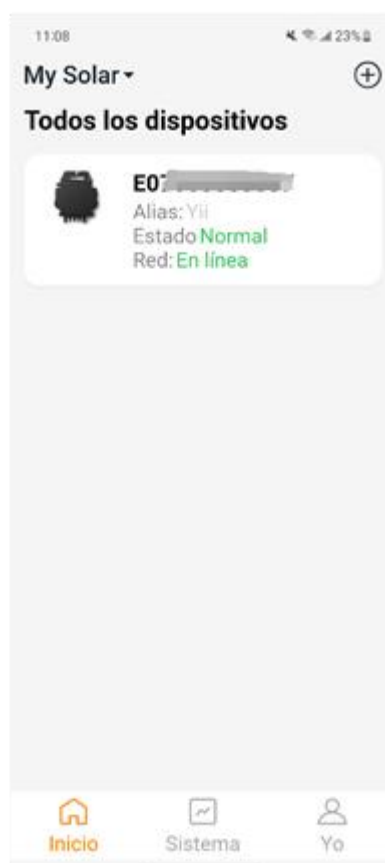 11:08 23%
My Solar
Todos los dispositivos
E07
Alias: Yii
Estado Normal
Red: En línea
Inicio Sistema Yo